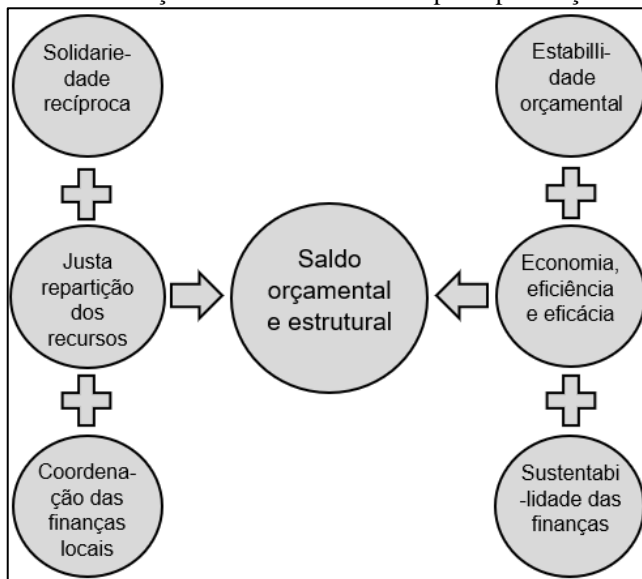 Solidarie-
dade
recíproca
Estabilli-
dade
orçamental
Justa
repartição
dos
recursos
Saldo
orçamental
e estrutural
Economia,
eficiência
e eficácia
Coordena-
ção das
finanças
locais
Sustentabi
-lidade das
finanças